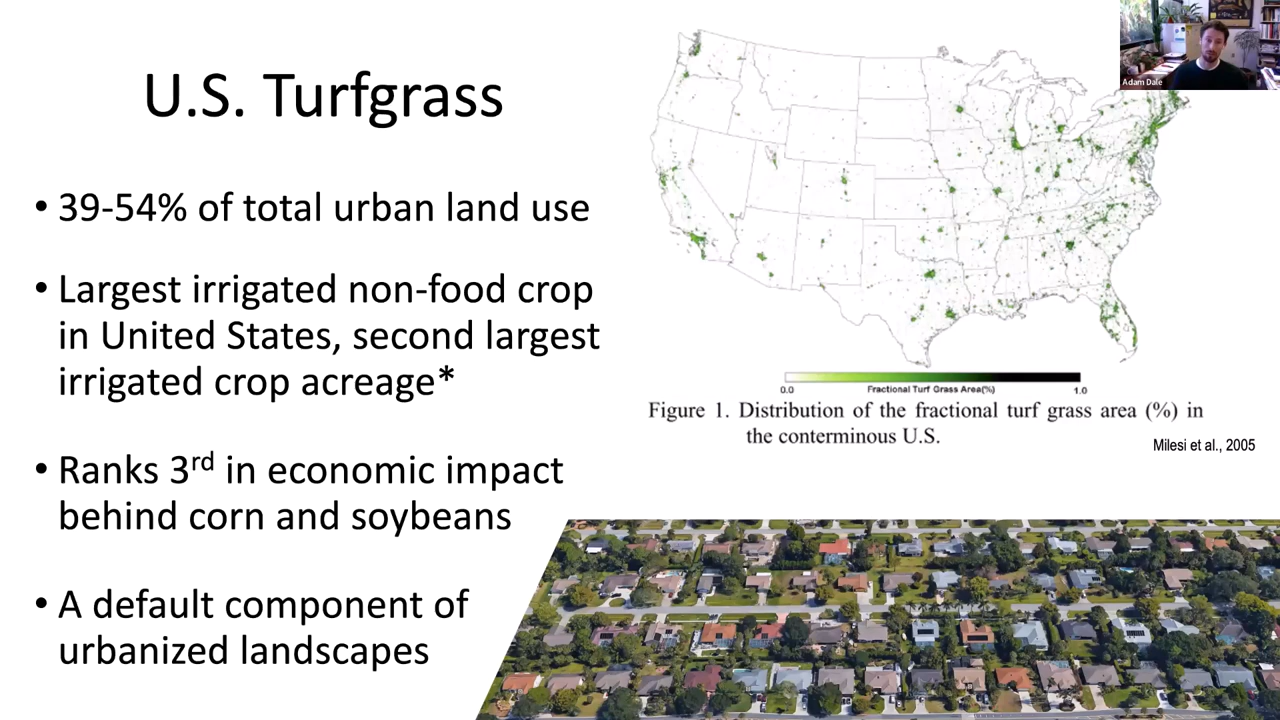 U.S. Turfgrass
• 39-54% of total urban land use
• Largest irrigated non-food crop
in United States, second largest
irrigated crop acreage*
• Ranks 3rd in economic impact
behind corn and soybeans
• A default component of
urbanized landscapes
Adam Dale
0.0 Fractional Turf Grass Area(%) 1.0
Figure 1. Distribution of the fractional turf grass area (%) in
the conterminous U.S.
Milesi et al., 2005